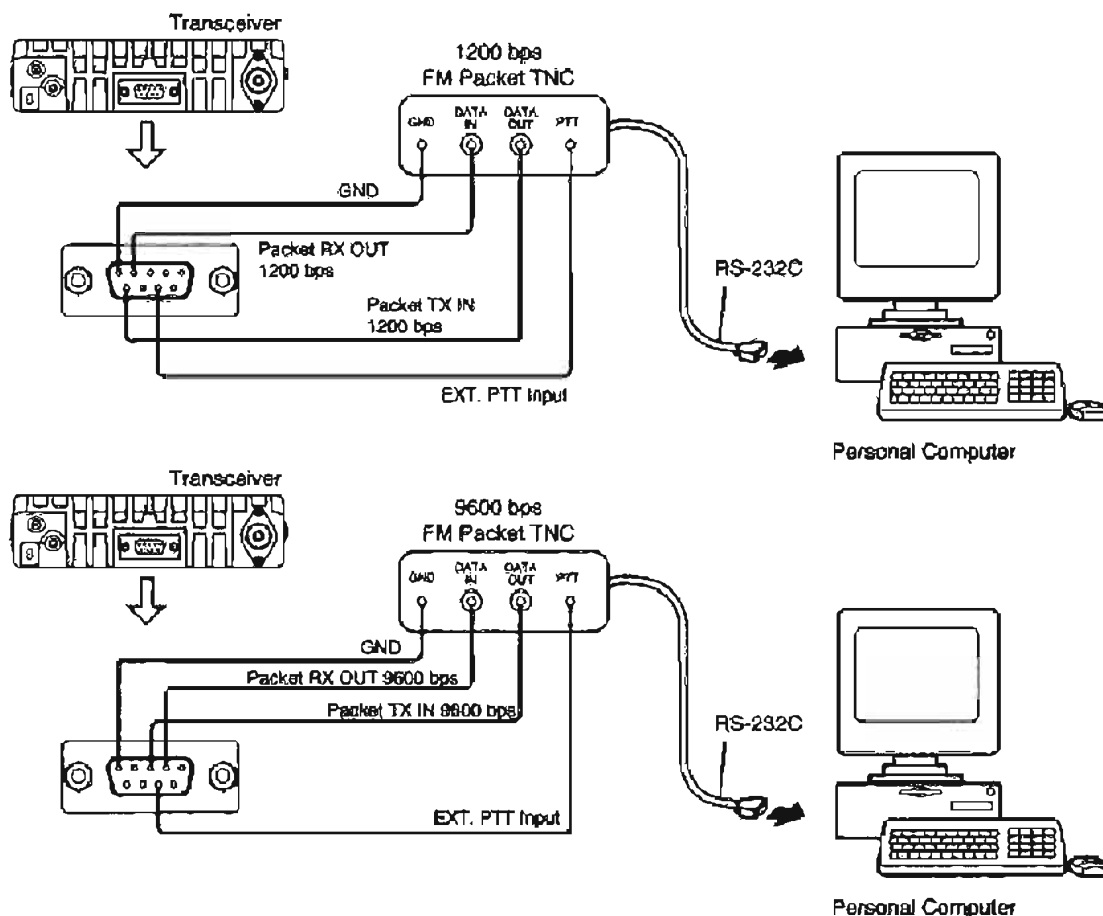 Transceiver
1200 bps
FM Packet TNC
GND
DATA
IN
DATA
OUT
PTT
GND
Packet RX OUT
1200 bps
Packet TX IN
1200 bps
EXT. PTT Input
RS-232C
Personal Computer
Transceiver
9600 bps
FM Packet TNC
GND
DATA
IN
DATA
OUT
PTT
GND
Packet RX OUT 9600 bps
Packet TX IN 9600 bps
EXT. PTT Input
RS-232C
Personal Computer